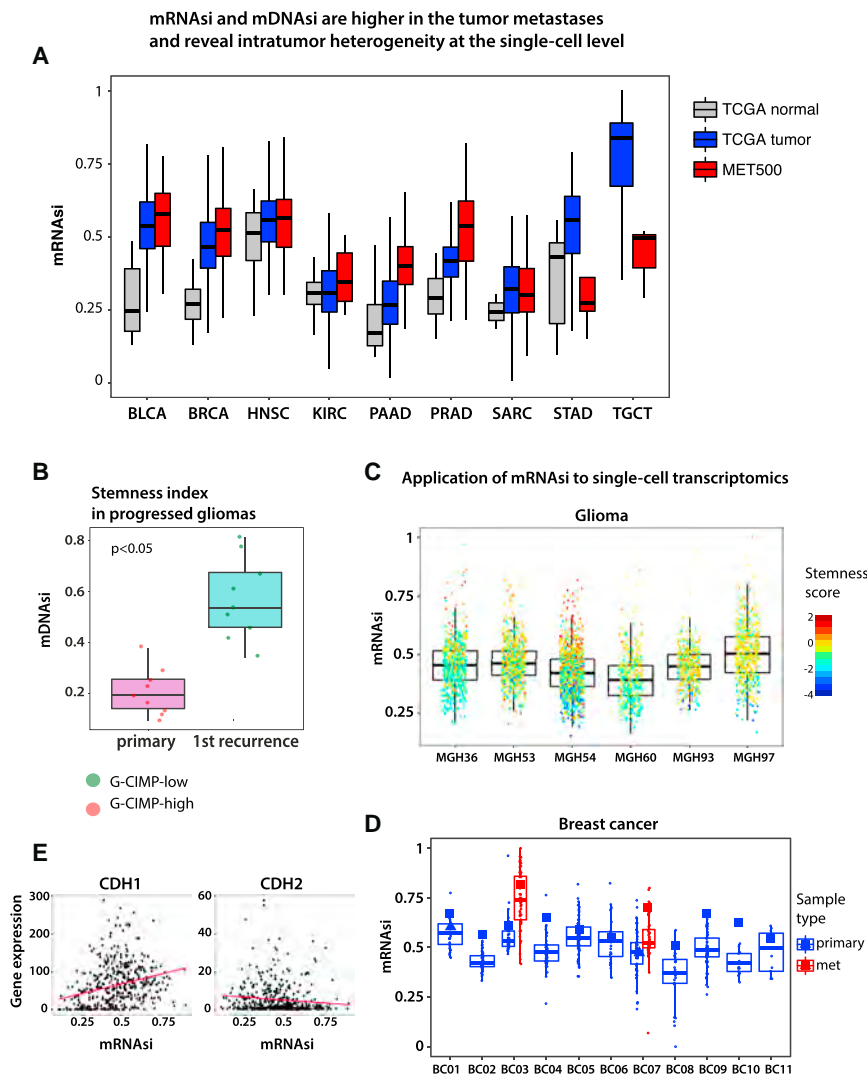 mRNAsi and mDNAsi are higher in the tumor metastases
and reveal intratumor heterogeneity at the single-cell level
A
mRNAsi
1
0.75
0.5
0.25
0
BLCA BRCA HNSC KIRC PAAD PRAD SARC STAD TGCT
TCGA normal
TCGA tumor
MET500
B
Stemness index
in progressed gliomas
p<0.05
mDNAsi
0.8
0.6
0.4
0.2
primary 1st recurrence
G-CIMP-low
G-CIMP-high
C
Application of mRNAsi to single-cell transcriptomics
Glioma
mRNAsi
1
0.75
0.5
0.25
MGH36 MGH53 MGH54 MGH60 MGH93 MGH97
Stemness
score
2
0
-2
-4
D
Breast cancer
mRNAsi
1
0.75
0.5
0.25
0
BC01 BC02 BC03 BC04 BC05 BC06 BC07 BC08 BC09 BC10 BC11
Sample
type
primary
met
E
CDH1
Gene expression
300
200
100
0
0.25 0.5 0.75
mRNAsi
CDH2
60
40
20
0
0.25 0.5 0.75
mRNAsi